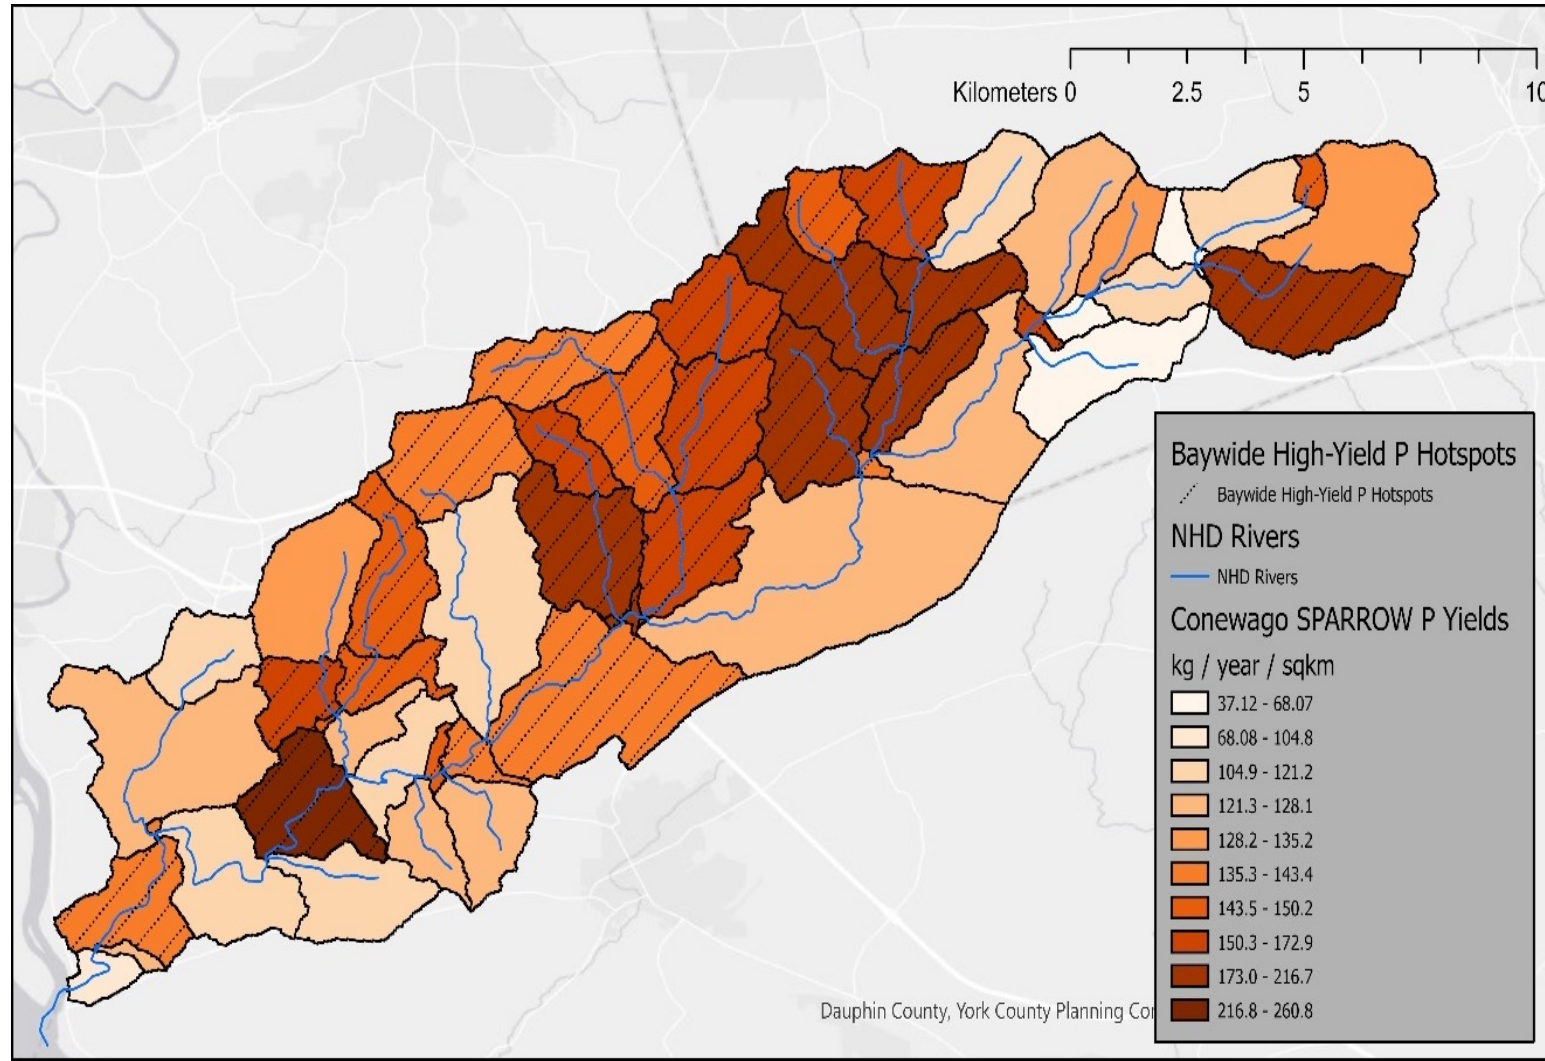 Kilometers 0 2.5 5 10
Baywide High-Yield P Hotspots
Baywide High-Yield P Hotspots
NHD Rivers
NHD Rivers
Conewago SPARROW P Yields
kg / year / sqkm
37.12 - 68.07
68.08 - 104.8
104.9 - 121.2
121.3 - 128.1
128.2 - 135.2
135.3 - 143.4
143.5 - 150.2
150.3 - 172.9
173.0 - 216.7
216.8 - 260.8
Dauphin County, York County Planning